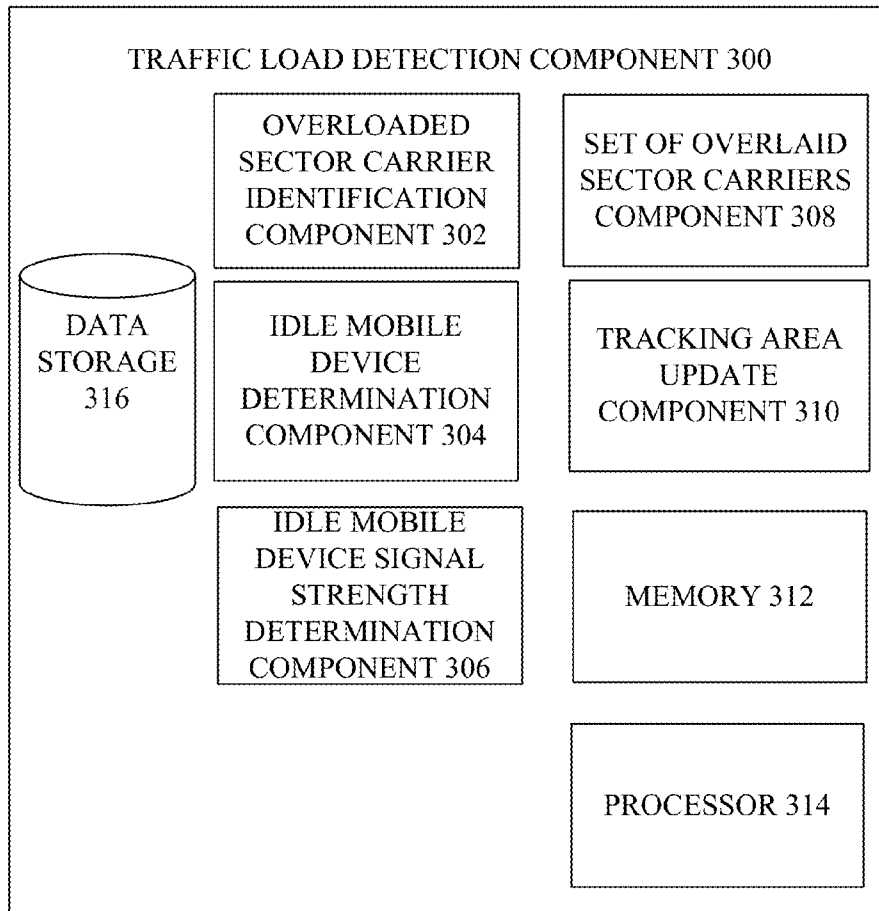 TRAFFIC LOAD DETECTION COMPONENT 300
OVERLOADED
SECTOR CARRIER
IDENTIFICATION
COMPONENT 302
SET OF OVERLAID
SECTOR CARRIERS
COMPONENT 308
DATA
STORAGE
316
IDLE MOBILE
DEVICE
DETERMINATION
COMPONENT 304
TRACKING AREA
UPDATE
COMPONENT 310
IDLE MOBILE
DEVICE SIGNAL
STRENGTH
DETERMINATION
COMPONENT 306
MEMORY 312
PROCESSOR 314